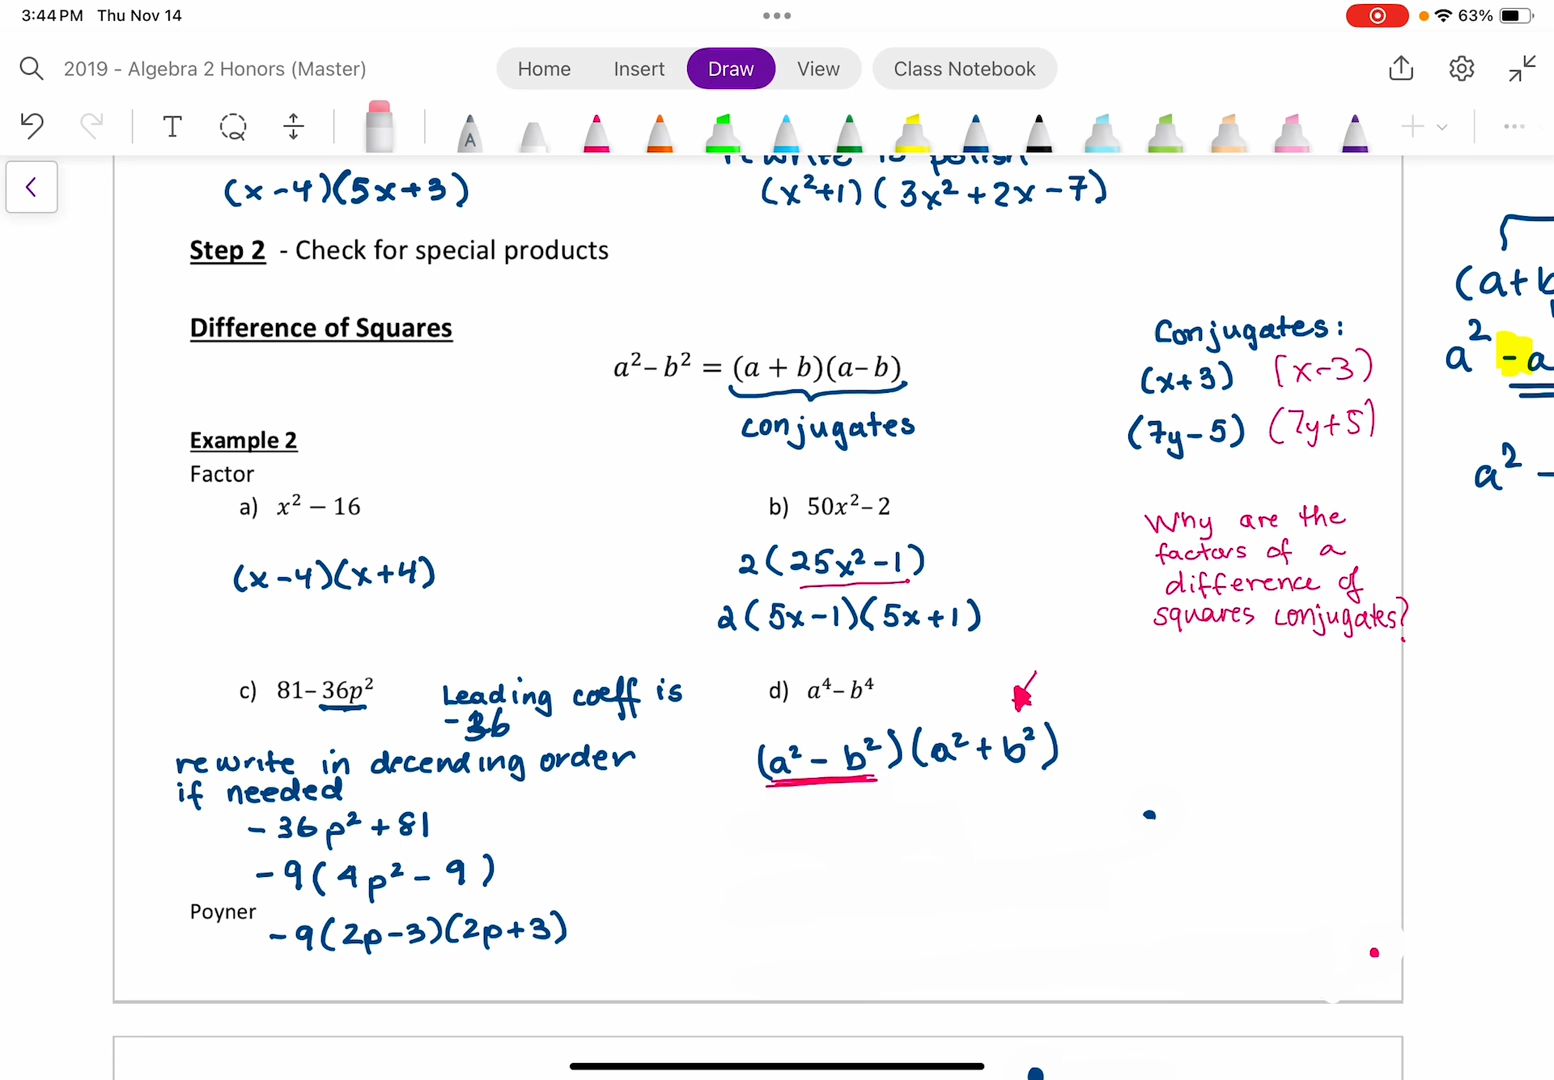 3:44 PM Thu Nov 14
63%
2019 - Algebra 2 Honors (Master)
Home Insert Draw View Class Notebook
T
A
(x-4)(5x+3)
(x²+1)(3x²+2x-7)
Step 2 - Check for special products
(a+b
Difference of Squares
Conjugates:
a²– b² = (a + b)(a– b)
a² - a
(x+3) (x-3)
conjugates
(7y-5) (7y+5)
Example 2
Factor
a² -
a) x² − 16
b) 50x²– 2
Why are the
factors of a
difference of
squares conjugates?
(x-4)(x+4)
2(25x²-1)
2(5x-1)(5x+1)
c) 81– 36p²
Leading coeff is
-36
d) a⁴– b⁴
rewrite in decending order
if needed
(a² - b²)(a² + b²)
-36p² + 81
-9(4p² - 9)
Poyner
-9(2p-3)(2p+3)